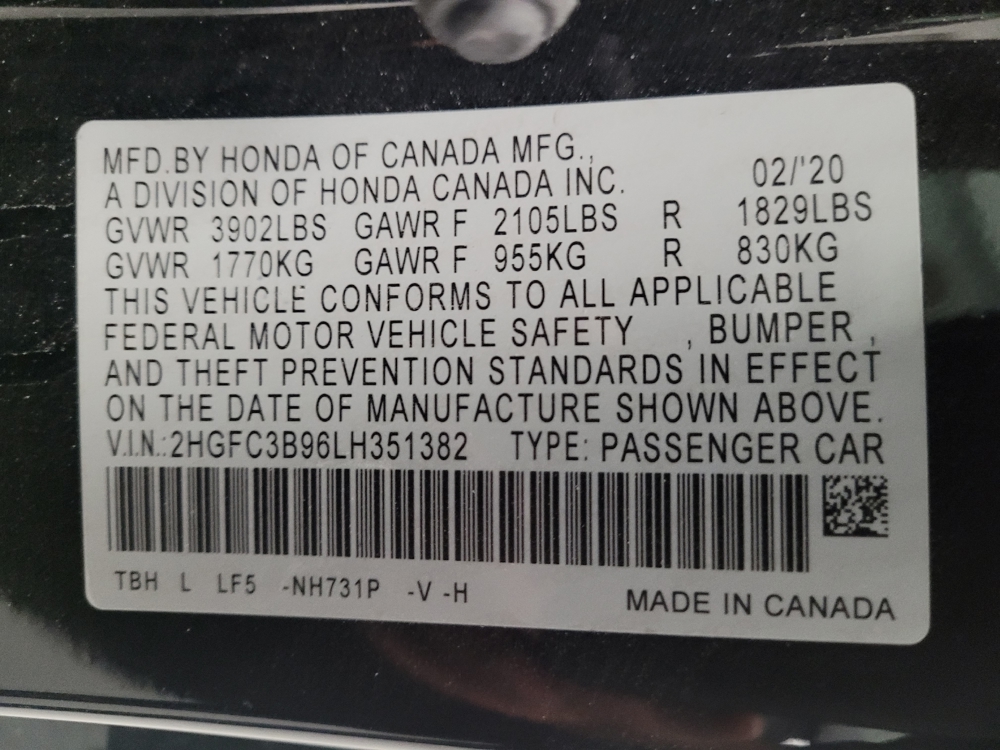 MFD.BY HONDA OF CANADA MFG.,
A DIVISION OF HONDA CANADA INC. 02/'20
GVWR 3902LBS GAWR F 2105LBS R 1829LBS
GVWR 1770KG GAWR F 955KG R 830KG
THIS VEHICLE CONFORMS TO ALL APPLICABLE
FEDERAL MOTOR VEHICLE SAFETY , BUMPER ,
AND THEFT PREVENTION STANDARDS IN EFFECT
ON THE DATE OF MANUFACTURE SHOWN ABOVE.
V.I.N.:2HGFC3B96LH351382 TYPE: PASSENGER CAR
TBH L LF5 -NH731P -V -H MADE IN CANADA